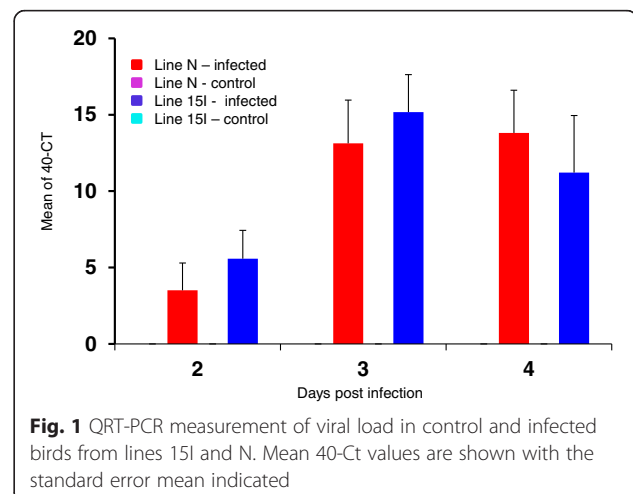 20
15
10
5
0
Mean of 40-CT
Line N – infected
Line N - control
Line 15I - infected
Line 15I – control
2 3 4
Days post infection
Fig. 1 QRT-PCR measurement of viral load in control and infected
birds from lines 15I and N. Mean 40-Ct values are shown with the
standard error mean indicated